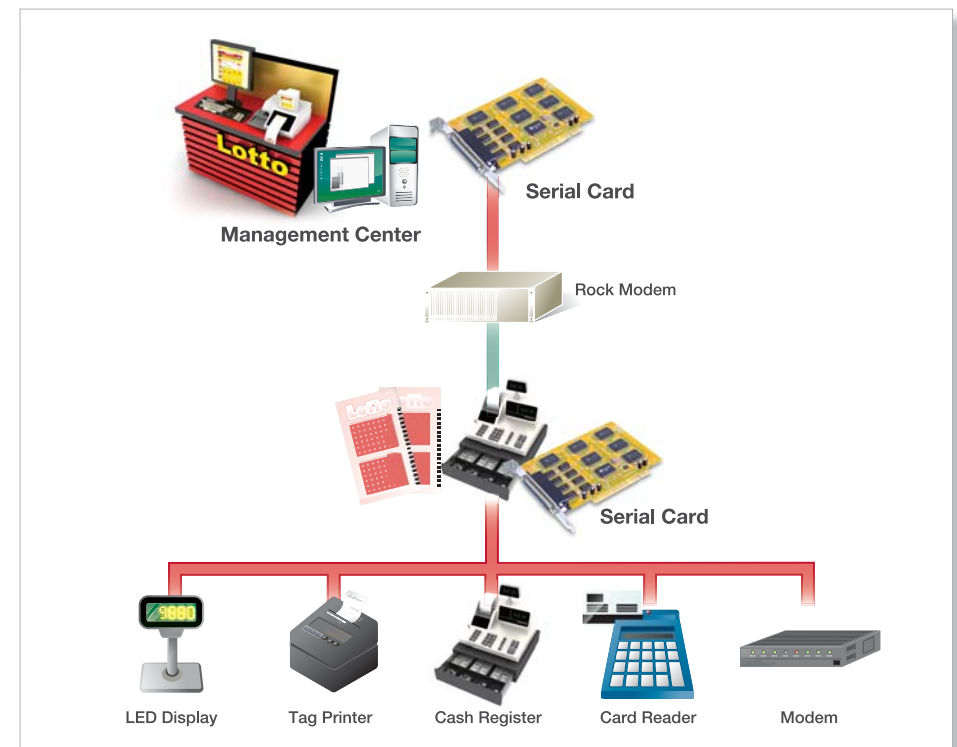 Lotto
Management Center
Serial Card
Rock Modem
Lotto
Lotto
Serial Card
9880
LED Display
Tag Printer
Cash Register
Card Reader
Modem